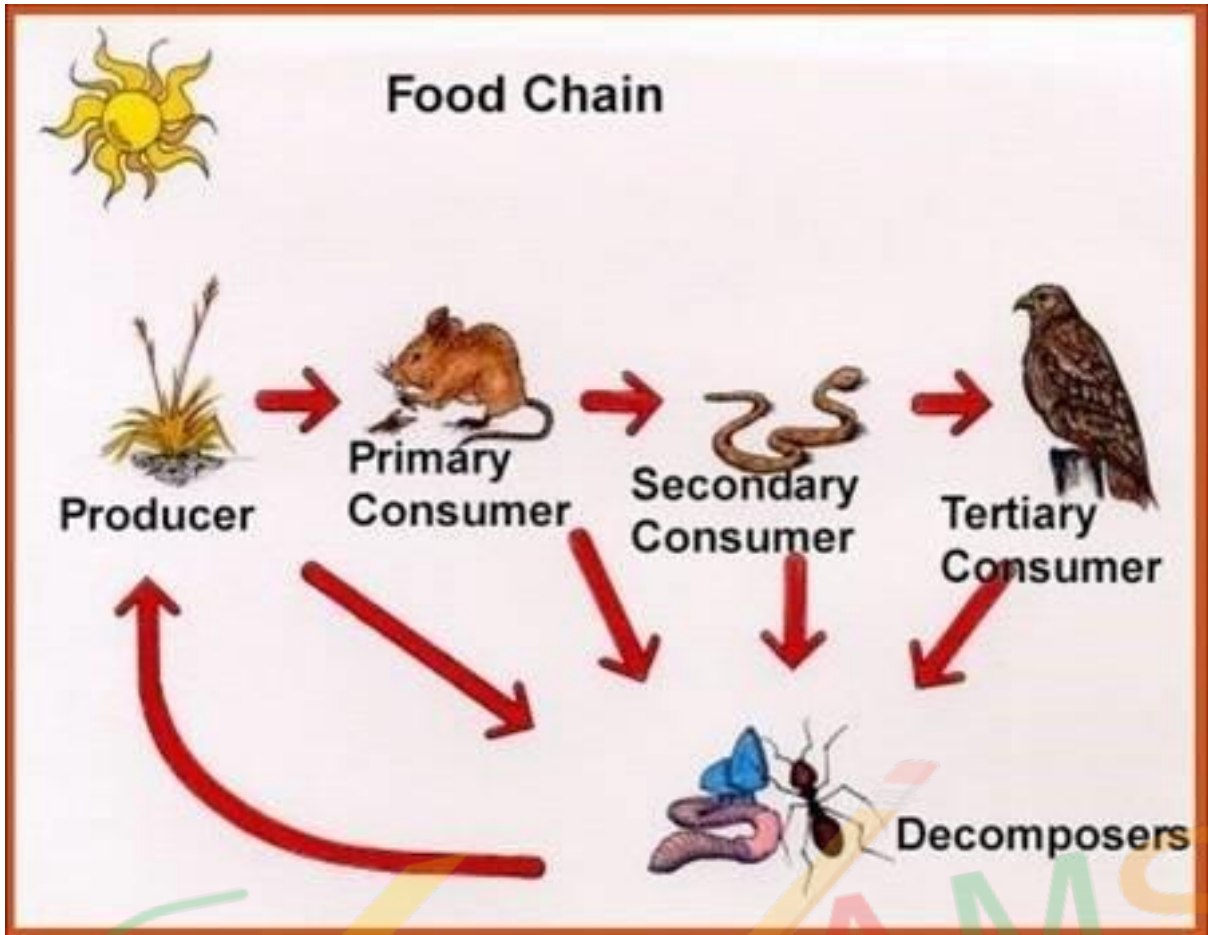 Food Chain
Producer
Primary
Consumer
Secondary
Consumer
Tertiary
Consumer
Decomposers